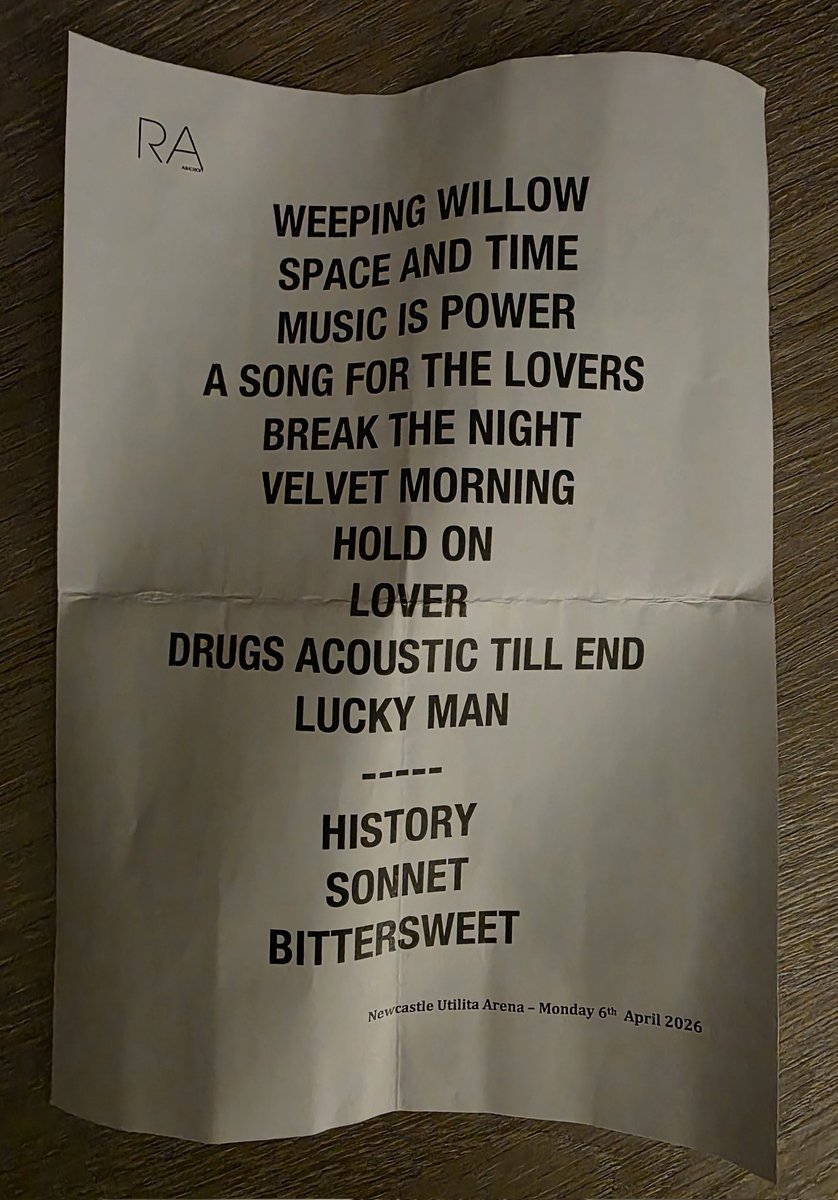 RA
WEEPING WILLOW
SPACE AND TIME
MUSIC IS POWER
A SONG FOR THE LOVERS
BREAK THE NIGHT
VELVET MORNING
HOLD ON
LOVER
DRUGS ACOUSTIC TILL END
LUCKY MAN
-----
HISTORY
SONNET
BITTERSWEET
Newcastle Utilita Arena – Monday 6th April 2026